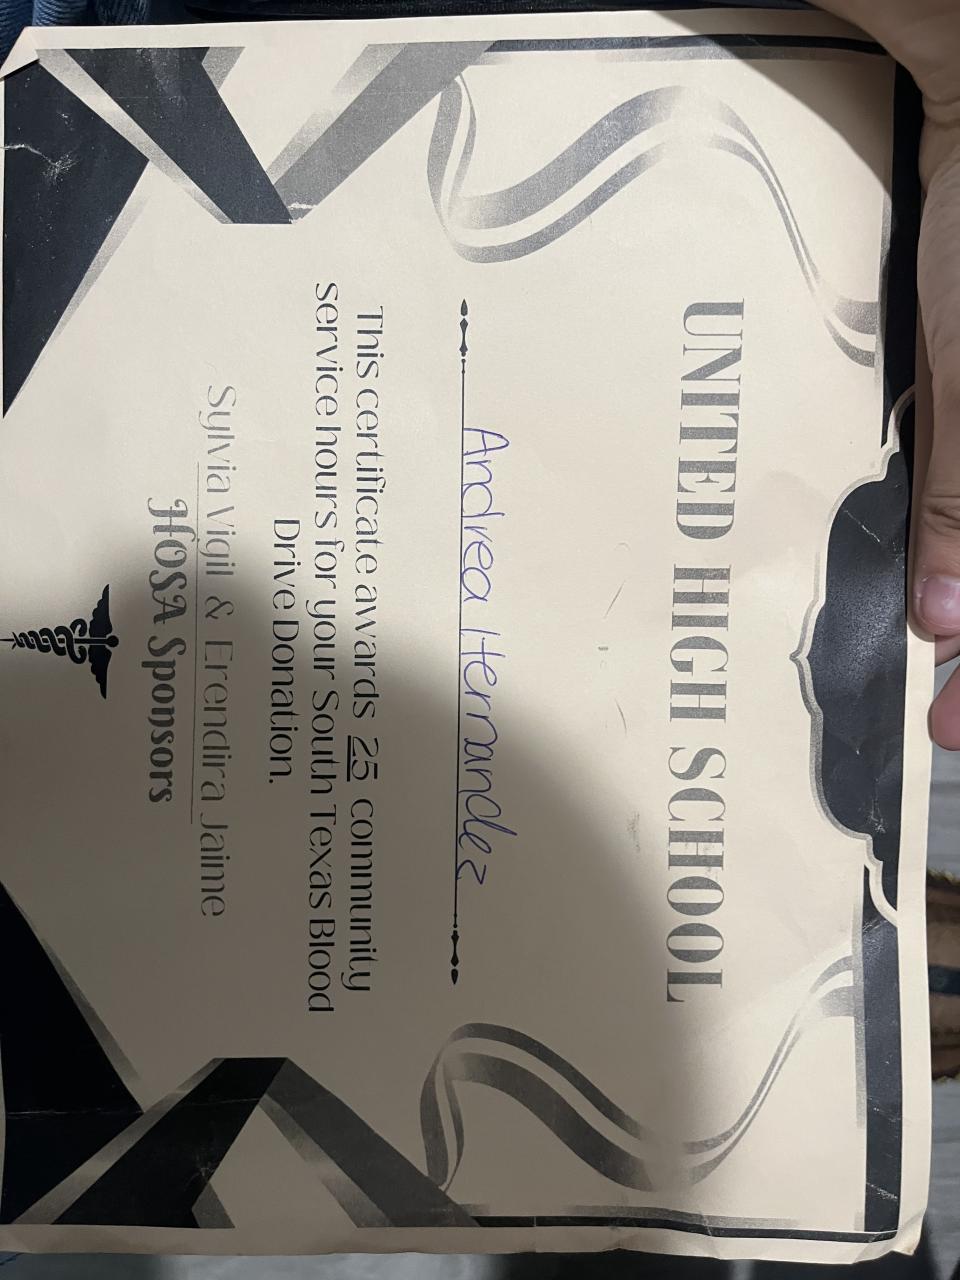 UNITED HIGH SCHOOL
Andrea Hernandez
This certificate awards 25 community
service hours for your South Texas Blood
Drive Donation.
Sylvia Vigil & Erendira Jaime
HOSA Sponsors